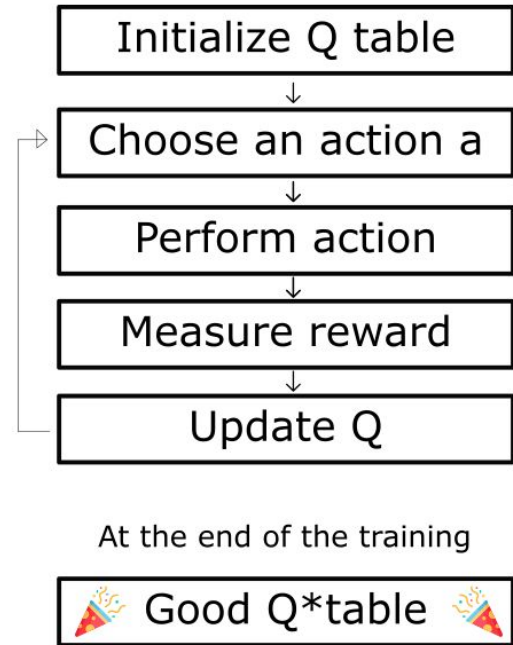 Initialize Q table
Choose an action a
Perform action
Measure reward
Update Q
At the end of the training
Good Q*table